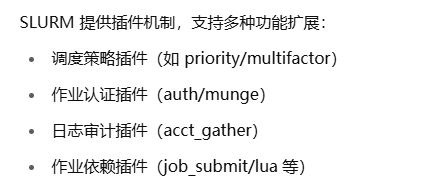 SLURM 提供插件机制，支持多种功能扩展：
• 调度策略插件（如 priority/multifactor）
• 作业认证插件（auth/munge）
• 日志审计插件（acct_gather）
• 作业依赖插件（job_submit/lua 等）